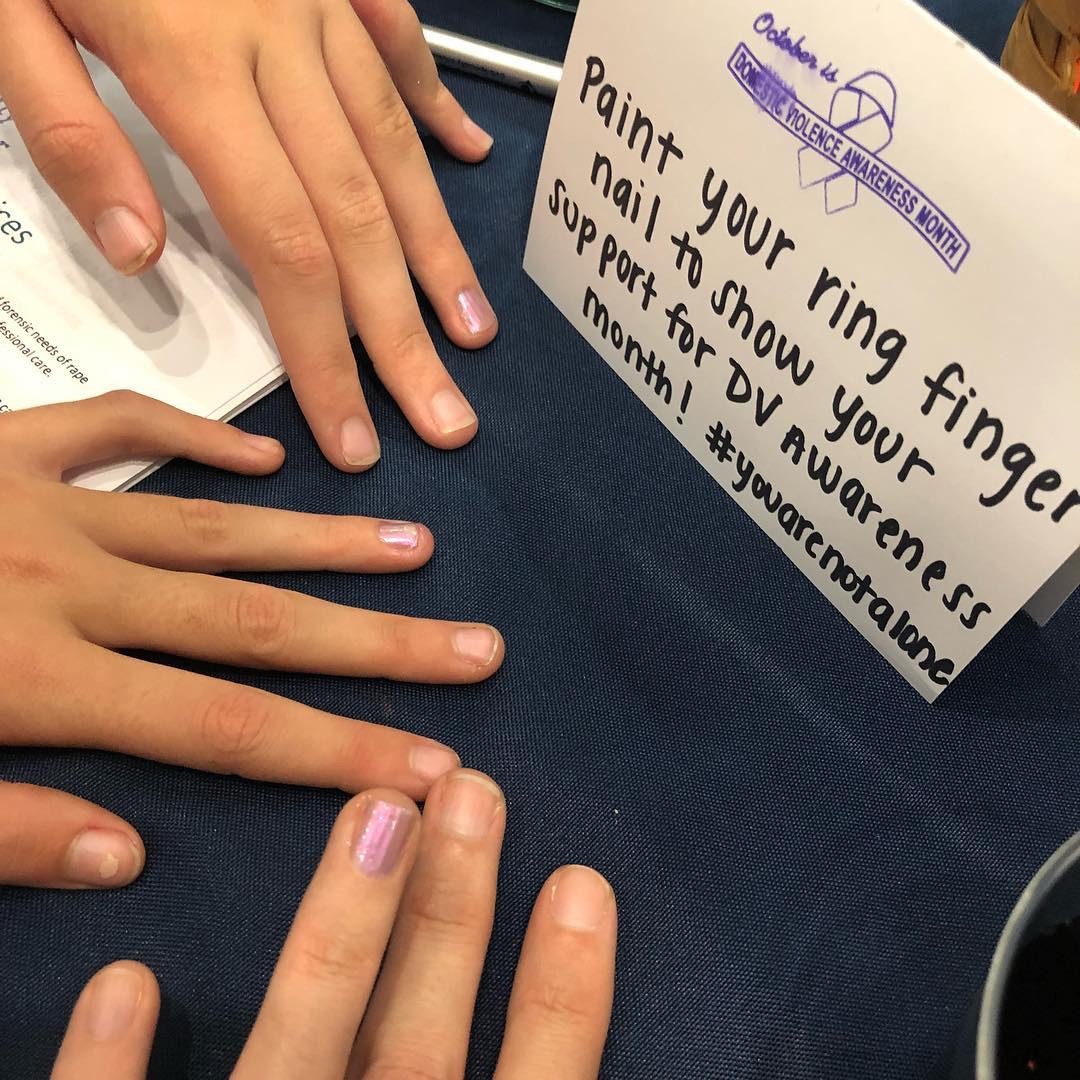 October is
DOMESTIC VIOLENCE AWARENESS MONTH
Paint your ring finger
nail to show your
support for DV Awareness
month! #youarenotalone
ices
forensic needs of rape
fessional care.